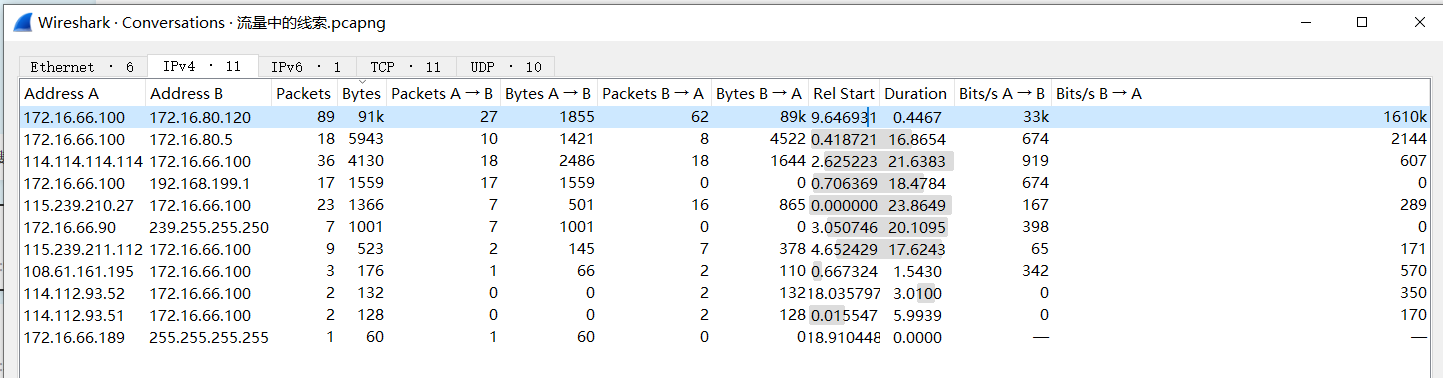 Wireshark · Conversations · 流量中的线索.pcapng
Ethernet · 6 IPv4 · 11 IPv6 · 1 TCP · 11 UDP · 10
Address A Address B Packets Bytes Packets A → B Bytes A → B Packets B → A Bytes B → A Rel Start Duration Bits/s A → B Bits/s B → A
172.16.66.100 172.16.80.120 89 91k 27 1855 62 89k 9.646931 0.4467 33k 1610k
172.16.66.100 172.16.80.5 18 5943 10 1421 8 4522 0.418721 16.8654 674 2144
114.114.114.114 172.16.66.100 36 4130 18 2486 18 1644 2.625223 21.6383 919 607
172.16.66.100 192.168.199.1 17 1559 17 1559 0 0 0.706369 18.4784 674 0
115.239.210.27 172.16.66.100 23 1366 7 501 16 865 0.000000 23.8649 167 289
172.16.66.90 239.255.255.250 7 1001 7 1001 0 0 3.050746 20.1095 398 0
115.239.211.112 172.16.66.100 9 523 2 145 7 378 4.652429 17.6243 65 171
108.61.161.195 172.16.66.100 3 176 1 66 2 110 0.667324 1.5430 342 570
114.112.93.52 172.16.66.100 2 132 0 0 2 132 18.035797 3.0100 0 350
114.112.93.51 172.16.66.100 2 128 0 0 2 128 0.015547 5.9939 0 170
172.16.66.189 255.255.255.255 1 60 1 60 0 0 18.910448 0.0000 — —